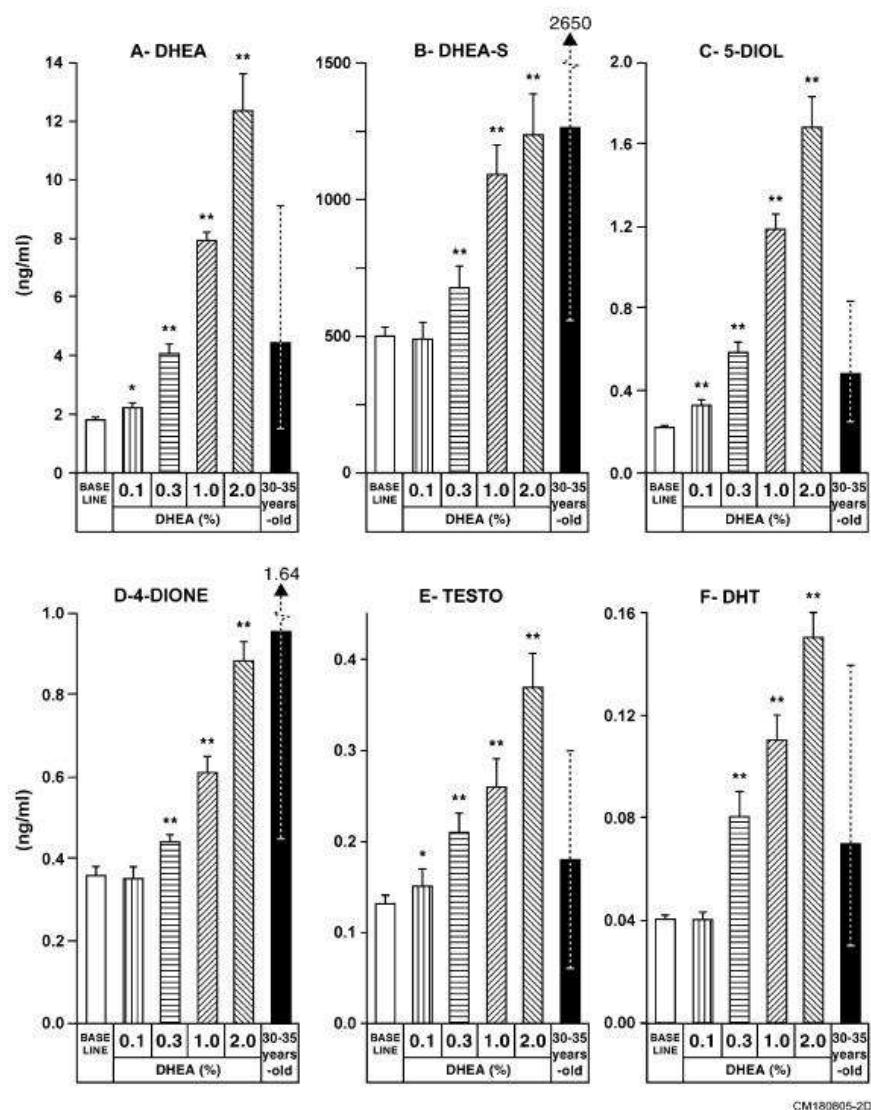 2650
A- DHEA
B- DHEA-S
C- 5-DIOL
(ng/ml)
14
12
10
8
6
4
2
0
* ** ** **
BASE LINE 0.1 0.3 1.0 2.0 30-35 years -old
DHEA (%)
1500
1000
500
0
** ** **
BASE LINE 0.1 0.3 1.0 2.0 30-35 years -old
DHEA (%)
2.0
1.6
1.2
0.8
0.4
0.0
** ** ** **
BASE LINE 0.1 0.3 1.0 2.0 30-35 years -old
DHEA (%)
1.64
D-4-DIONE
E- TESTO
F- DHT
(ng/ml)
1.0
0.8
0.6
0.4
0.2
0.0
** ** **
BASE LINE 0.1 0.3 1.0 2.0 30-35 years -old
DHEA (%)
0.4
0.3
0.2
0.1
0.0
* ** ** **
BASE LINE 0.1 0.3 1.0 2.0 30-35 years -old
DHEA (%)
0.16
0.12
0.08
0.04
0.00
** ** **
BASE LINE 0.1 0.3 1.0 2.0 30-35 years -old
DHEA (%)
CM180805-2D